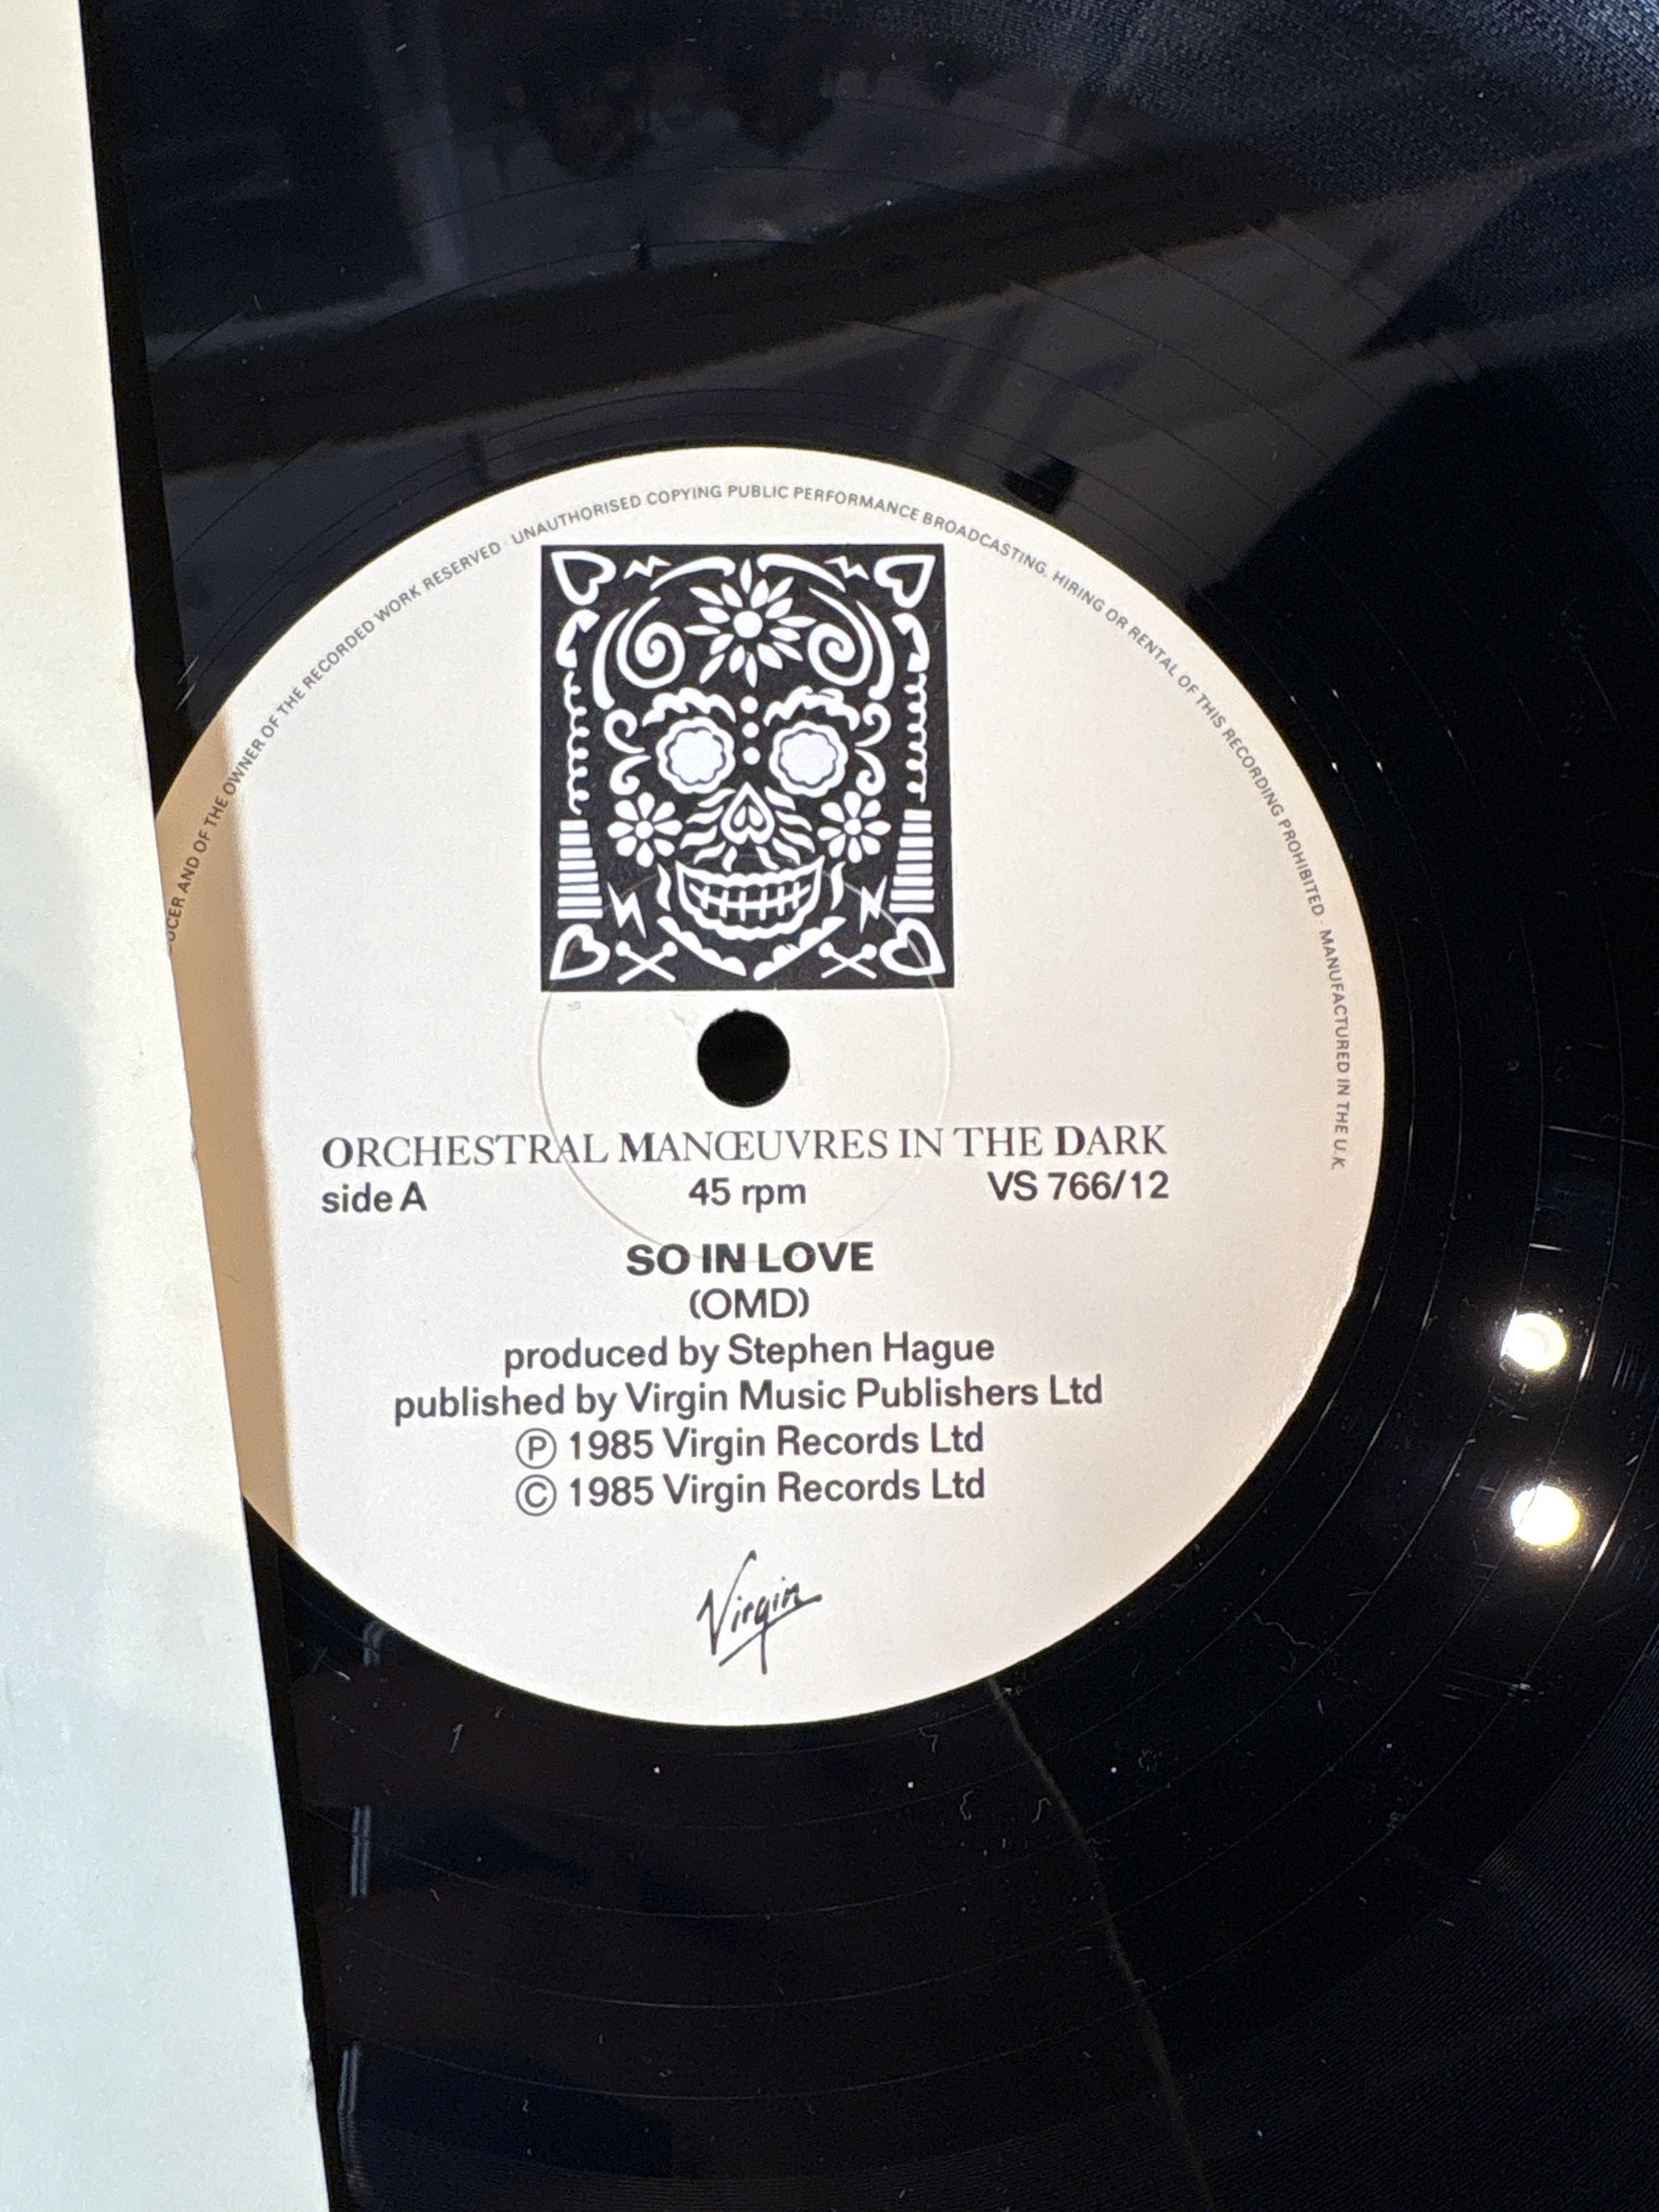 UCER AND OF THE OWNER OF THE RECORDED WORK RESERVED · UNAUTHORISED COPYING PUBLIC PERFORMANCE BROADCASTING, HIRING OR RENTAL OF THIS RECORDING PROHIBITED · MANUFACTURED IN THE U.K.
ORCHESTRAL MANŒUVRES IN THE DARK
side A 45 rpm VS 766/12
SO IN LOVE
(OMD)
produced by Stephen Hague
published by Virgin Music Publishers Ltd
Ⓟ 1985 Virgin Records Ltd
© 1985 Virgin Records Ltd
Virgin